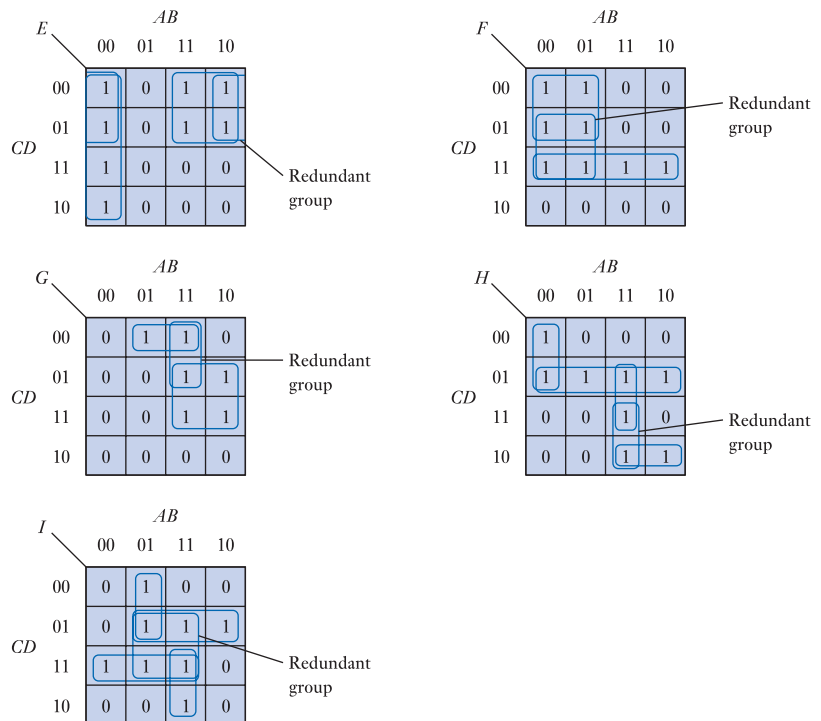 AB
E
00 01 11 10
00 1 0 1 1
01 1 0 1 1
CD
11 1 0 0 0
10 1 0 0 0
Redundant
group
AB
F
00 01 11 10
00 1 1 0 0
01 1 1 0 0
CD
11 1 1 1 1
10 0 0 0 0
Redundant
group
AB
G
00 01 11 10
00 0 1 1 0
01 0 0 1 1
CD
11 0 0 1 1
10 0 0 0 0
Redundant
group
AB
H
00 01 11 10
00 1 0 0 0
01 1 1 1 1
CD
11 0 0 1 0
10 0 0 1 1
Redundant
group
AB
I
00 01 11 10
00 0 1 0 0
01 0 1 1 1
CD
11 1 1 1 0
10 0 0 1 0
Redundant
group